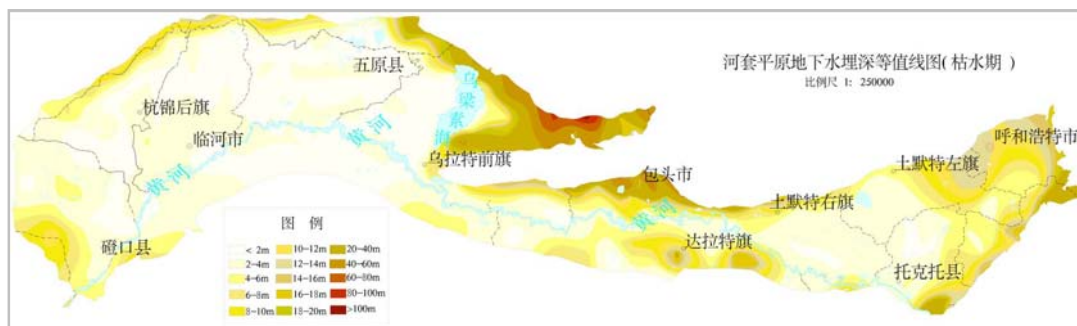 河套平原地下水埋深等值线图( 枯水期 )
比例尺 1: 250000
五原县
乌梁素海
杭锦后旗
临河市
黄河
黄河
呼和浩特市
土默特左旗
乌拉特前旗
包头市
土默特右旗
黄河
达拉特旗
磴口县
托克托县
图 例
< 2m
2-4m
4-6m
6-8m
8-10m
10-12m
12-14m
14-16m
16-18m
18-20m
20-40m
40-60m
60-80m
80-100m
>100m